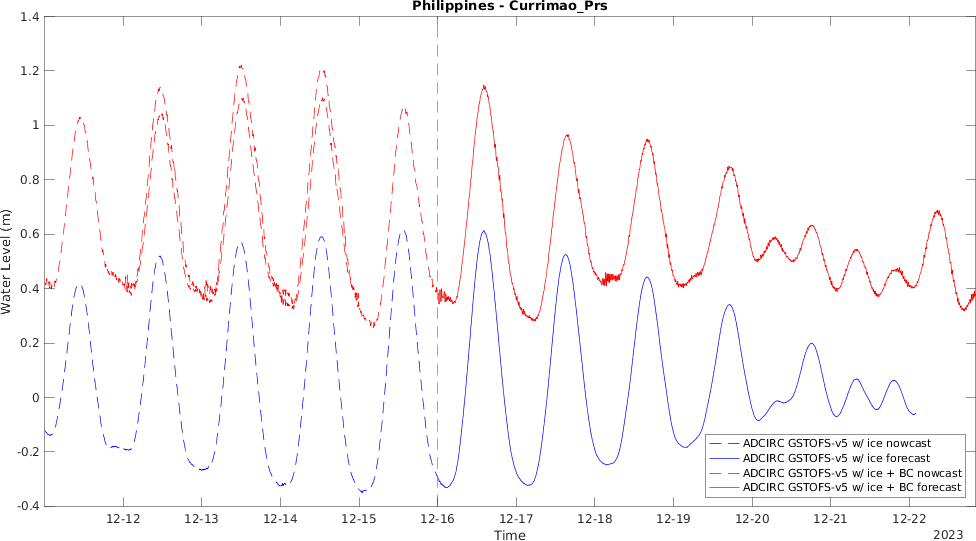 Philippines - Currimao_Prs
1.4
1.2
1
0.8
0.6
0.4
0.2
0
-0.2
-0.4
Water Level (m)
12-12 12-13 12-14 12-15 12-16 12-17 12-18 12-19 12-20 12-21 12-22
2023
Time
ADCIRC GSTOFS-v5 w/ ice nowcast
ADCIRC GSTOFS-v5 w/ ice forecast
ADCIRC GSTOFS-v5 w/ ice + BC nowcast
ADCIRC GSTOFS-v5 w/ ice + BC forecast